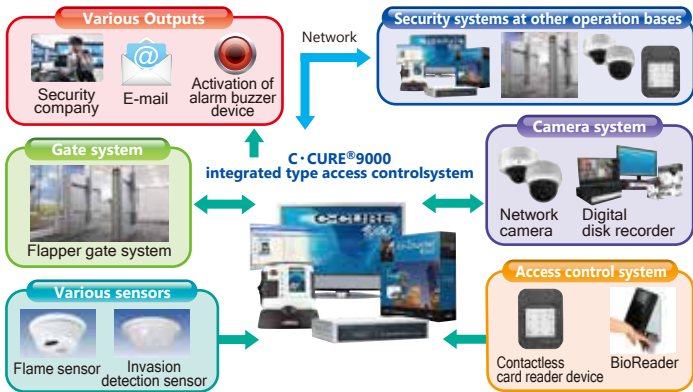 Various Outputs
Security
company
E-mail
Activation of
alarm buzzer
device
Network
Security systems at other operation bases
Gate system
Flapper gate system
C・CURE®9000
integrated type access controlsystem
C•CURE
9000
Camera system
Network
camera
Digital
disk recorder
Various sensors
Flame sensor
Invasion
detection sensor
Access control system
Contactless
card reader device
BioReader